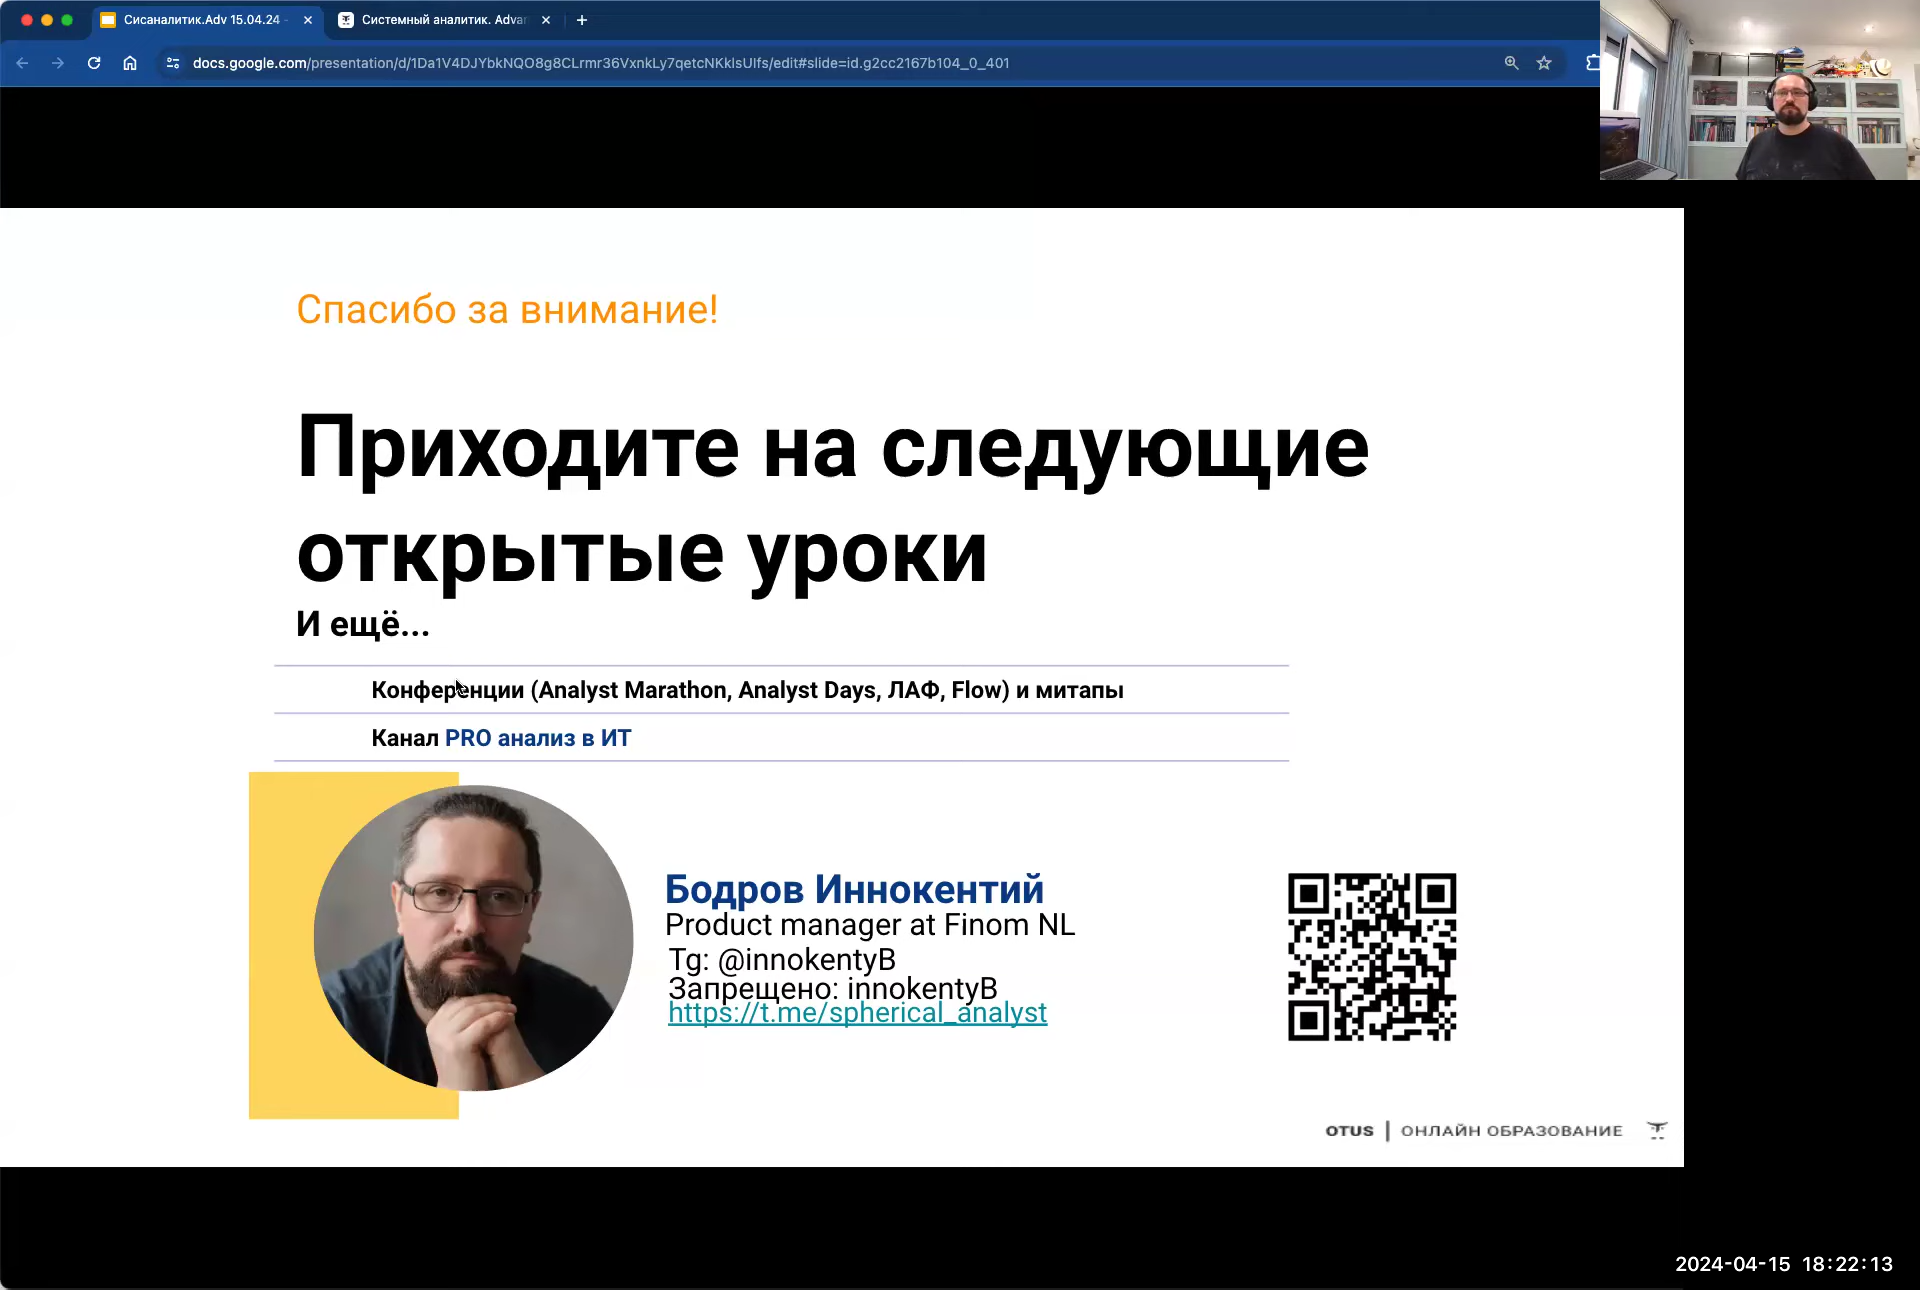 Сисаналитик.Adv 15.04.24 -
Системный аналитик. Adva
docs.google.com/presentation/d/1Da1V4DJYbkNQO8g8CLrmr36VxnkLy7qetcNKklsUlfs/edit#slide=id.g2cc2167b104_0_401
Спасибо за внимание!
Приходите на следующие
открытые уроки
И ещё...
Конференции (Analyst Marathon, Analyst Days, ЛАФ, Flow) и митапы
Канал PRO анализ в ИТ
Бодров Иннокентий
Product manager at Finom NL
Tg: @innokentyB
Запрещено: innokentyB
https://t.me/spherical_analyst
OTUS | ОНЛАЙН ОБРАЗОВАНИЕ
2024-04-15 18:22:13